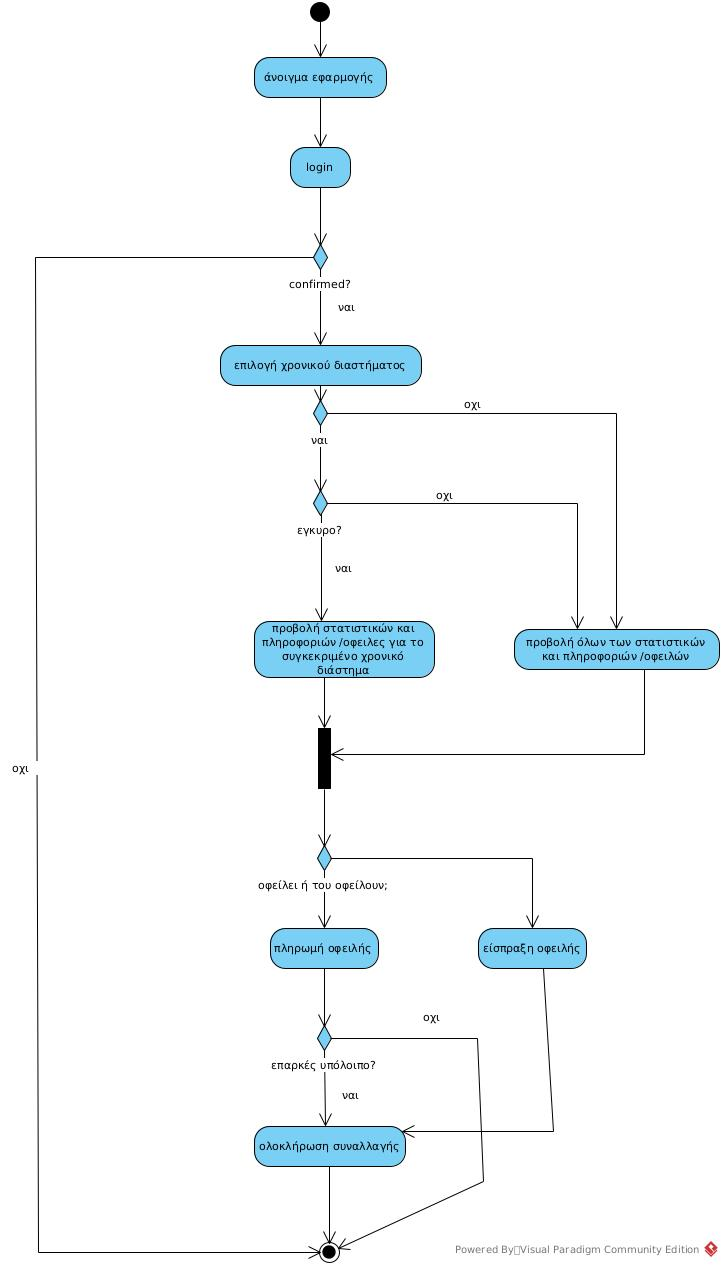 άνοιγμα εφαρμογής
login
confirmed?
ναι
επιλογή χρονικού διαστήματος
οχι
ναι
οχι
εγκυρο?
ναι
προβολή στατιστικών και
πληροφοριών /οφειλες για το
συγκεκριμένο χρονικό
διάστημα
προβολή όλων των στατιστικών
και πληροφοριών /οφειλών
οχι
οφείλει ή του οφείλουν;
πληρωμή οφειλής
είσπραξη οφειλής
οχι
επαρκές υπόλοιπο?
ναι
ολοκλήρωση συναλλαγής
Powered By Visual Paradigm Community Edition